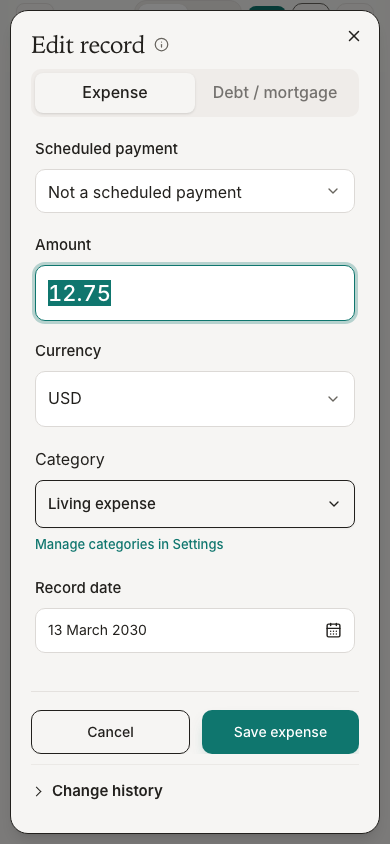 Edit record
Expense
Debt / mortgage
Scheduled payment
Not a scheduled payment
Amount
12.75
Currency
USD
Category
Living expense
Manage categories in Settings
Record date
13 March 2030
Cancel
Save expense
Change history